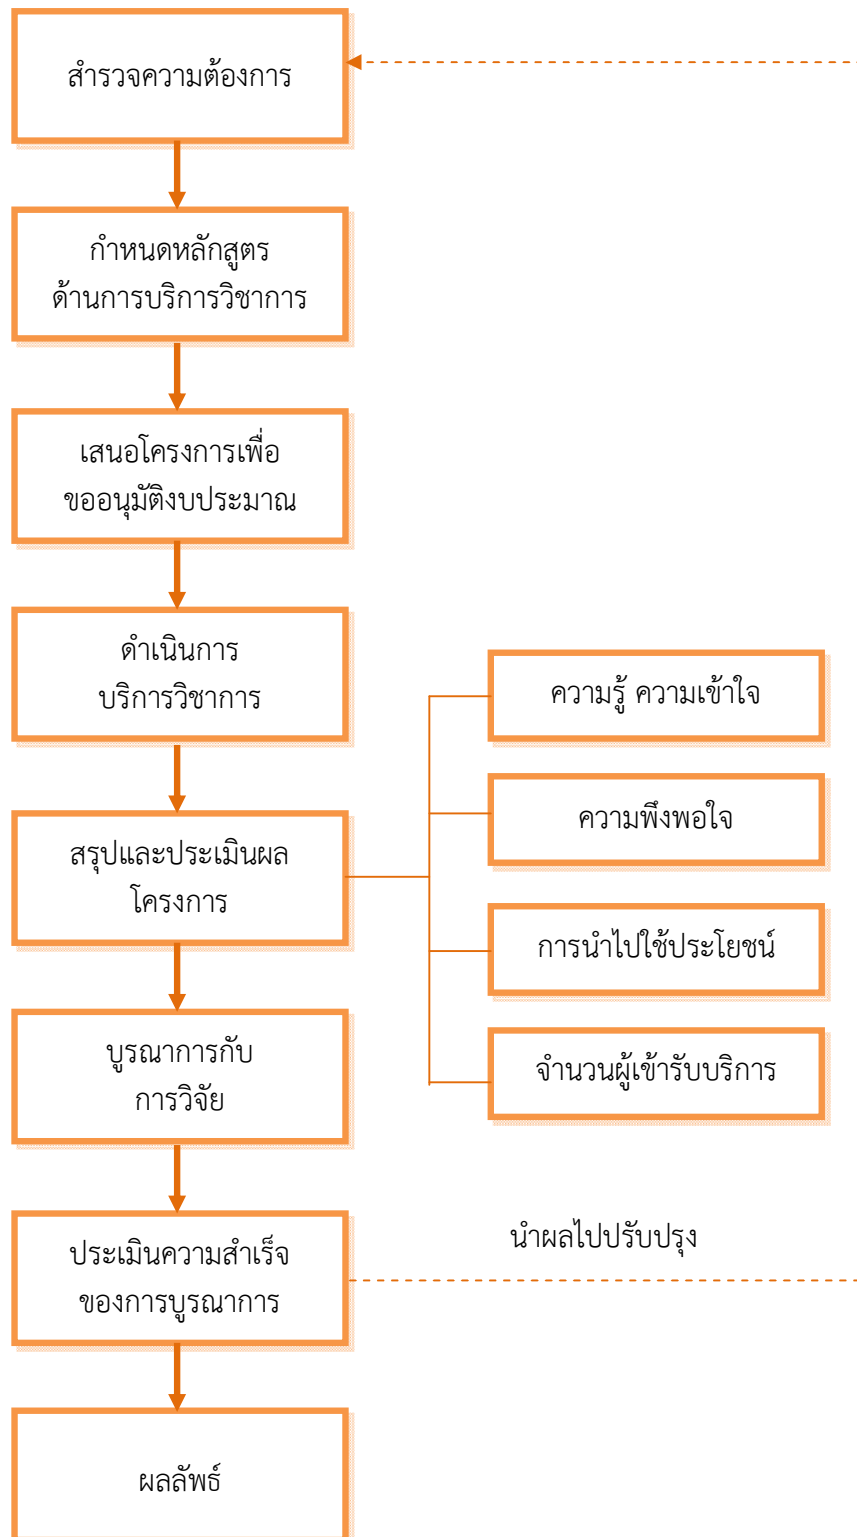 สำรวจความต้องการ
กำหนดหลักสูตร
ด้านการบริการวิชาการ
เสนอโครงการเพื่อ
ขออนุมัติงบประมาณ
ดำเนินการ
บริการวิชาการ
สรุปและประเมินผล
โครงการ
ความรู้ ความเข้าใจ
ความพึงพอใจ
การนำไปใช้ประโยชน์
จำนวนผู้เข้ารับบริการ
บูรณาการกับ
การวิจัย
ประเมินความสำเร็จ
ของการบูรณาการ
นำผลไปปรับปรุง
ผลลัพธ์